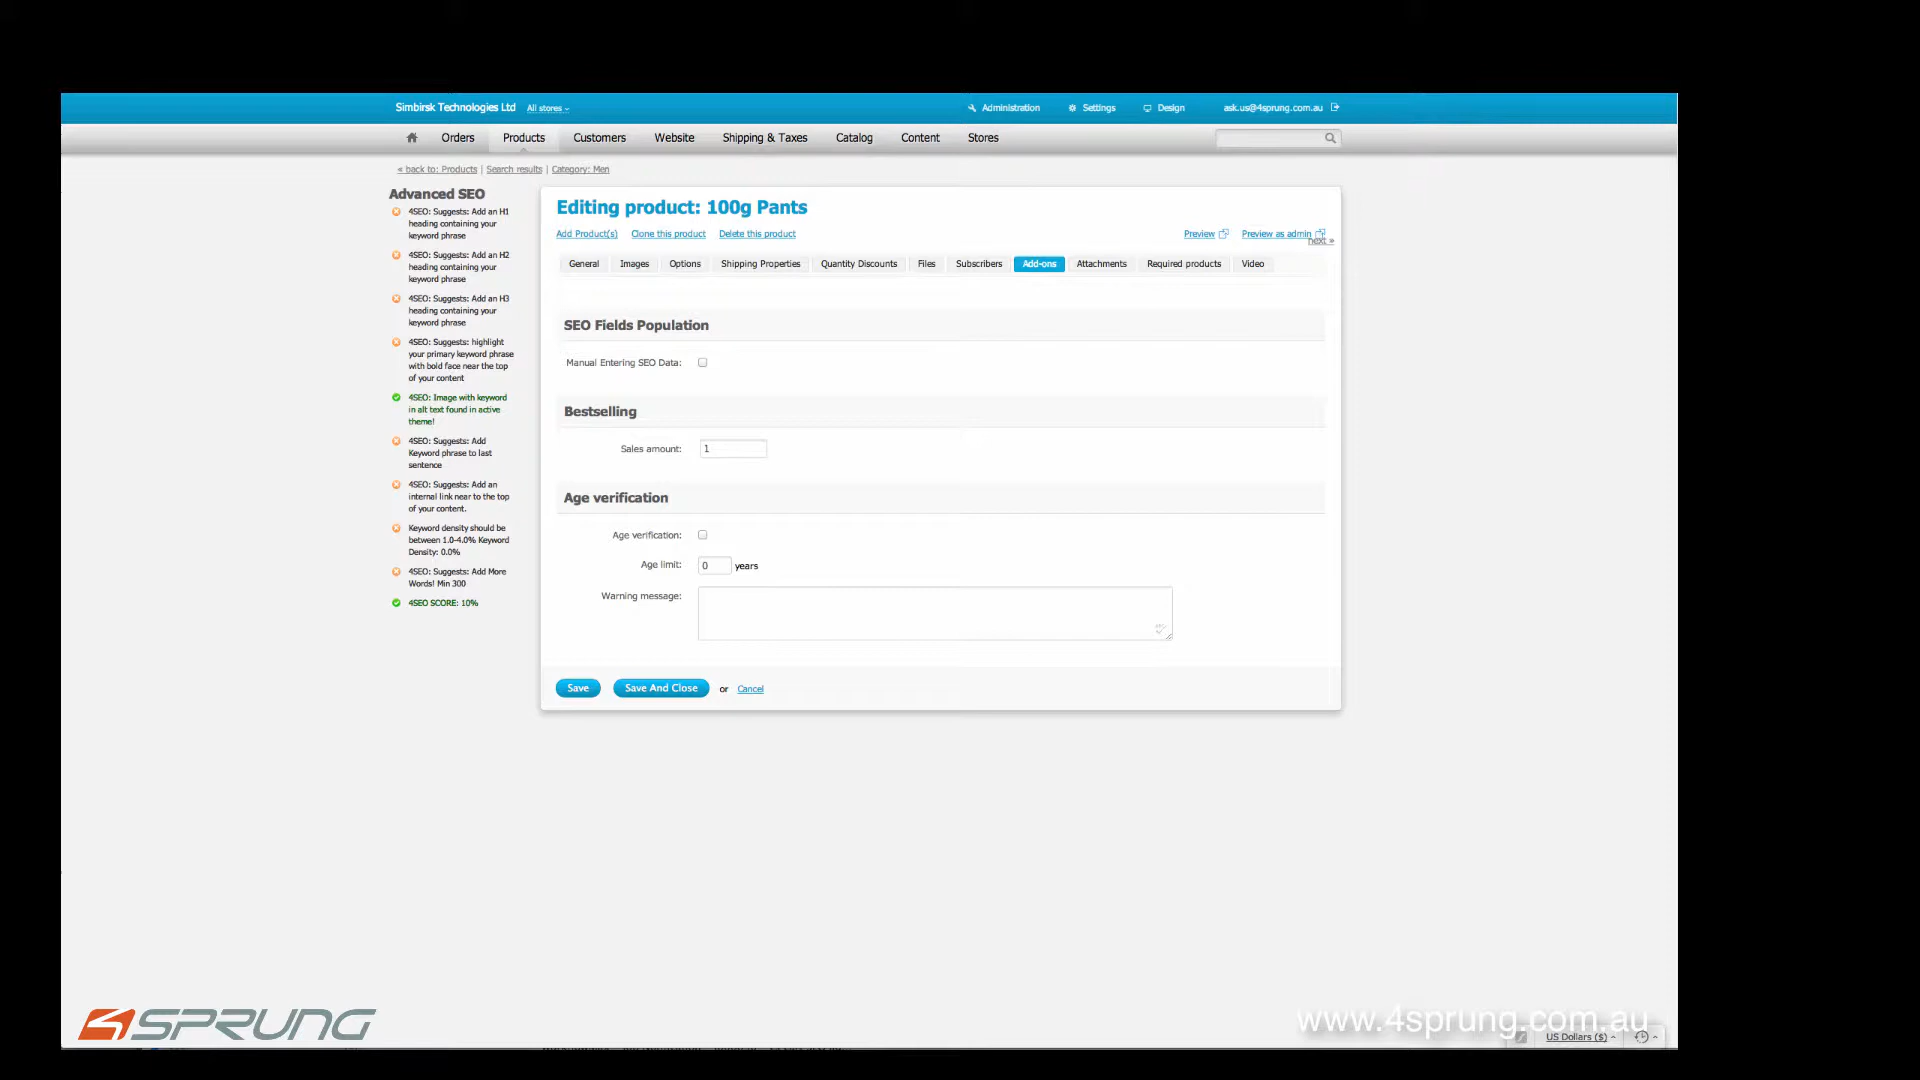 Simbirsk Technologies Ltd All stores
Administration Settings Design ask.us@4sprung.com.au
Orders Products Customers Website Shipping & Taxes Catalog Content Stores
« back to: Products | Search results | Category: Men
Advanced SEO
4SEO: Suggests: Add an H1
heading containing your
keyword phrase
4SEO: Suggests: Add an H2
heading containing your
keyword phrase
4SEO: Suggests: Add an H3
heading containing your
keyword phrase
4SEO: Suggests: highlight
your primary keyword phrase
with bold face near the top
of your content
4SEO: Image with keyword
in alt text found in active
theme!
4SEO: Suggests: Add
Keyword phrase to last
sentence
4SEO: Suggests: Add an
internal link near to the top
of your content.
Keyword density should be
between 1.0-4.0% Keyword
Density: 0.0%
4SEO: Suggests: Add More
Words! Min 300
4SEO SCORE: 10%
Editing product: 100g Pants
Add Product(s) Clone this product Delete this product
Preview Preview as admin
next »
General Images Options Shipping Properties Quantity Discounts Files Subscribers Add-ons Attachments Required products Video
SEO Fields Population
Manual Entering SEO Data:
Bestselling
Sales amount: 1
Age verification
Age verification:
Age limit: 0 years
Warning message:
Save Save And Close or Cancel
4SPRUNG
www.4sprung.com.au
US Dollars ($)